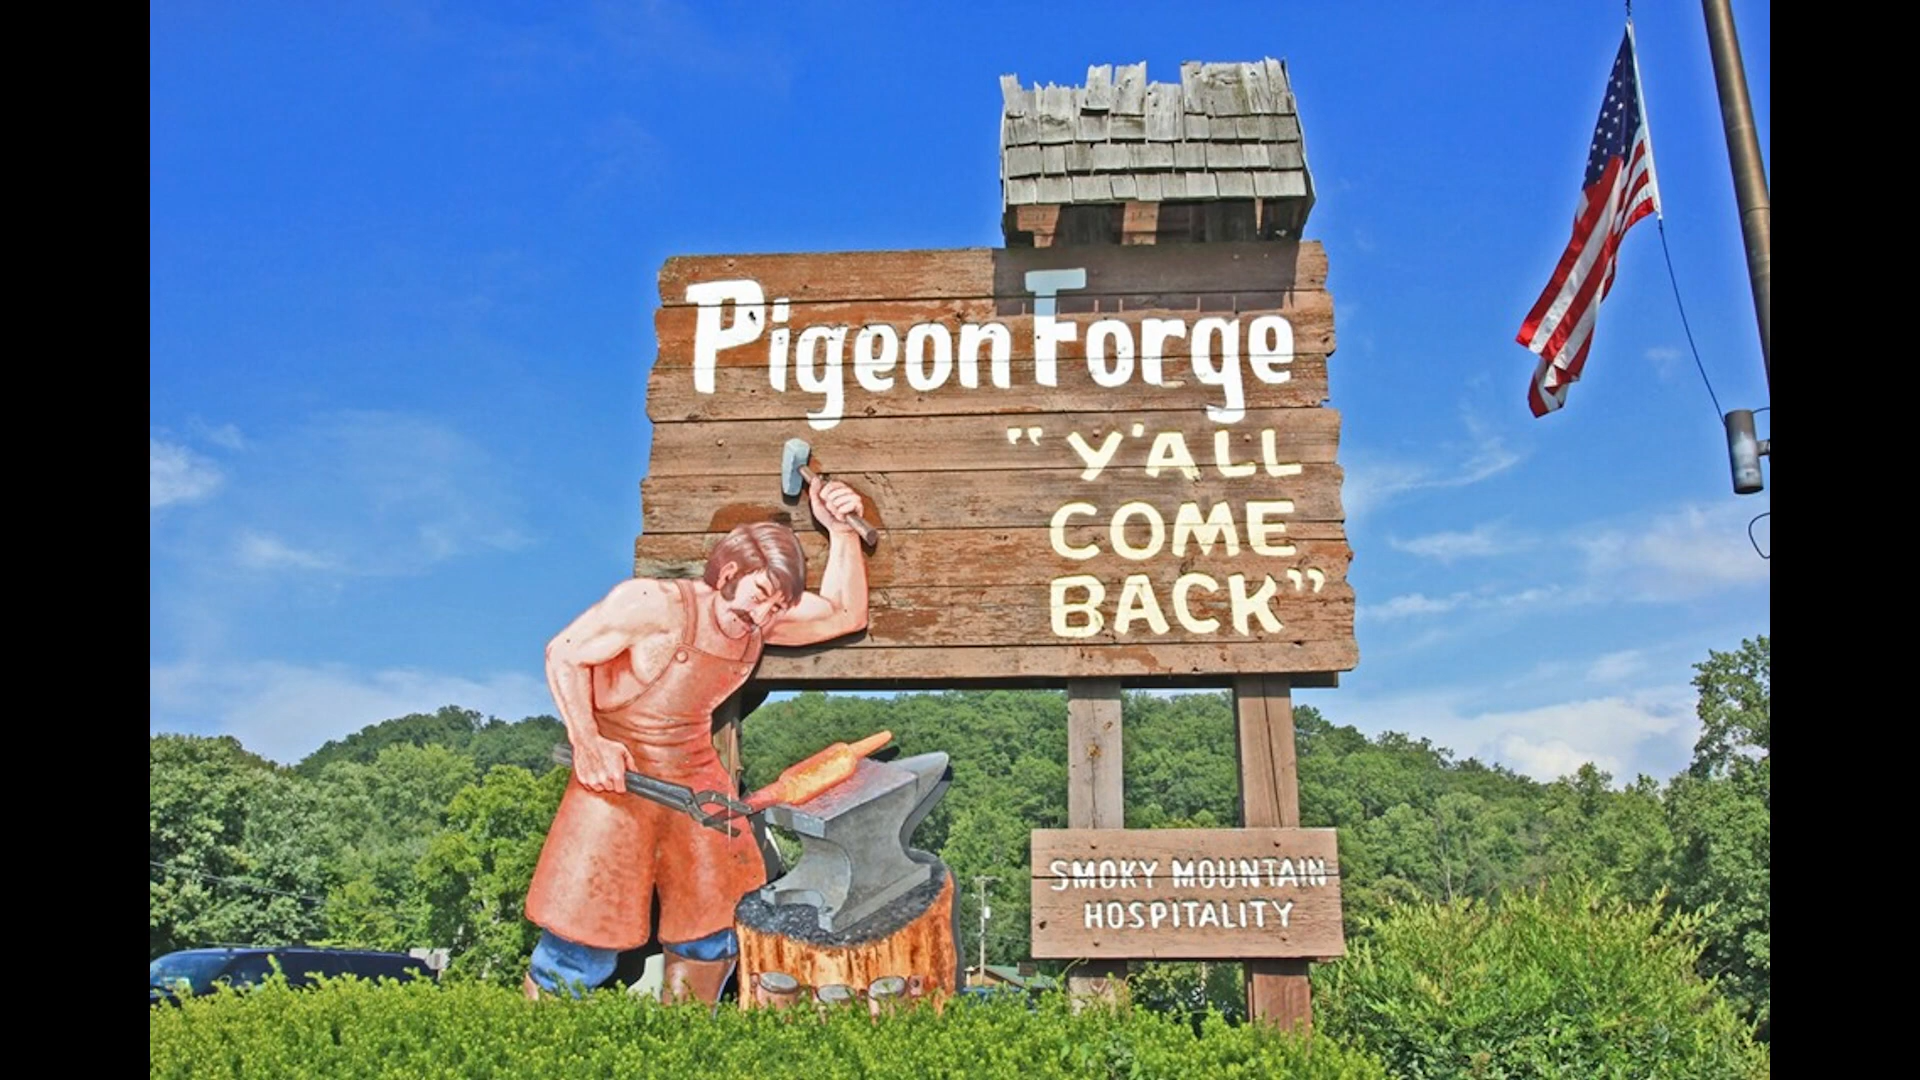 Pigeon Forge
"Y'ALL
COME
BACK"
SMOKY MOUNTAIN
HOSPITALITY